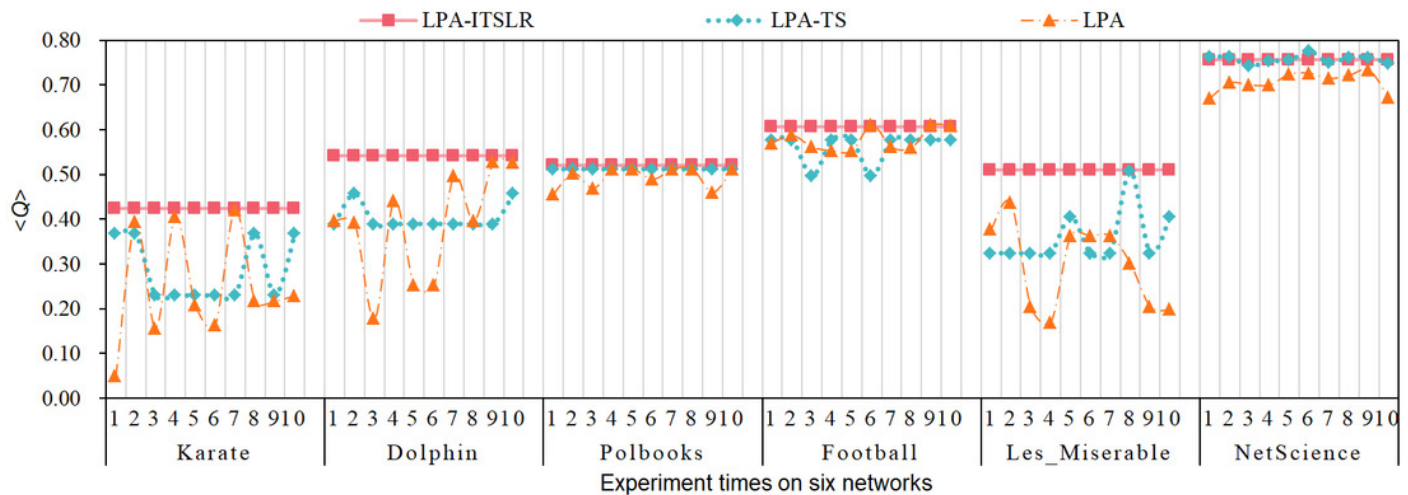 LPA-ITSLR LPA-TS LPA
0.80
0.70
0.60
0.50
0.40
0.30
0.20
0.10
0.00
<Q>
1 2 3 4 5 6 7 8 9 10 1 2 3 4 5 6 7 8 9 10 1 2 3 4 5 6 7 8 9 10 1 2 3 4 5 6 7 8 9 10 1 2 3 4 5 6 7 8 9 10 1 2 3 4 5 6 7 8 9 10
Karate Dolphin Polbooks Football Les_Miserable NetScience
Experiment times on six networks